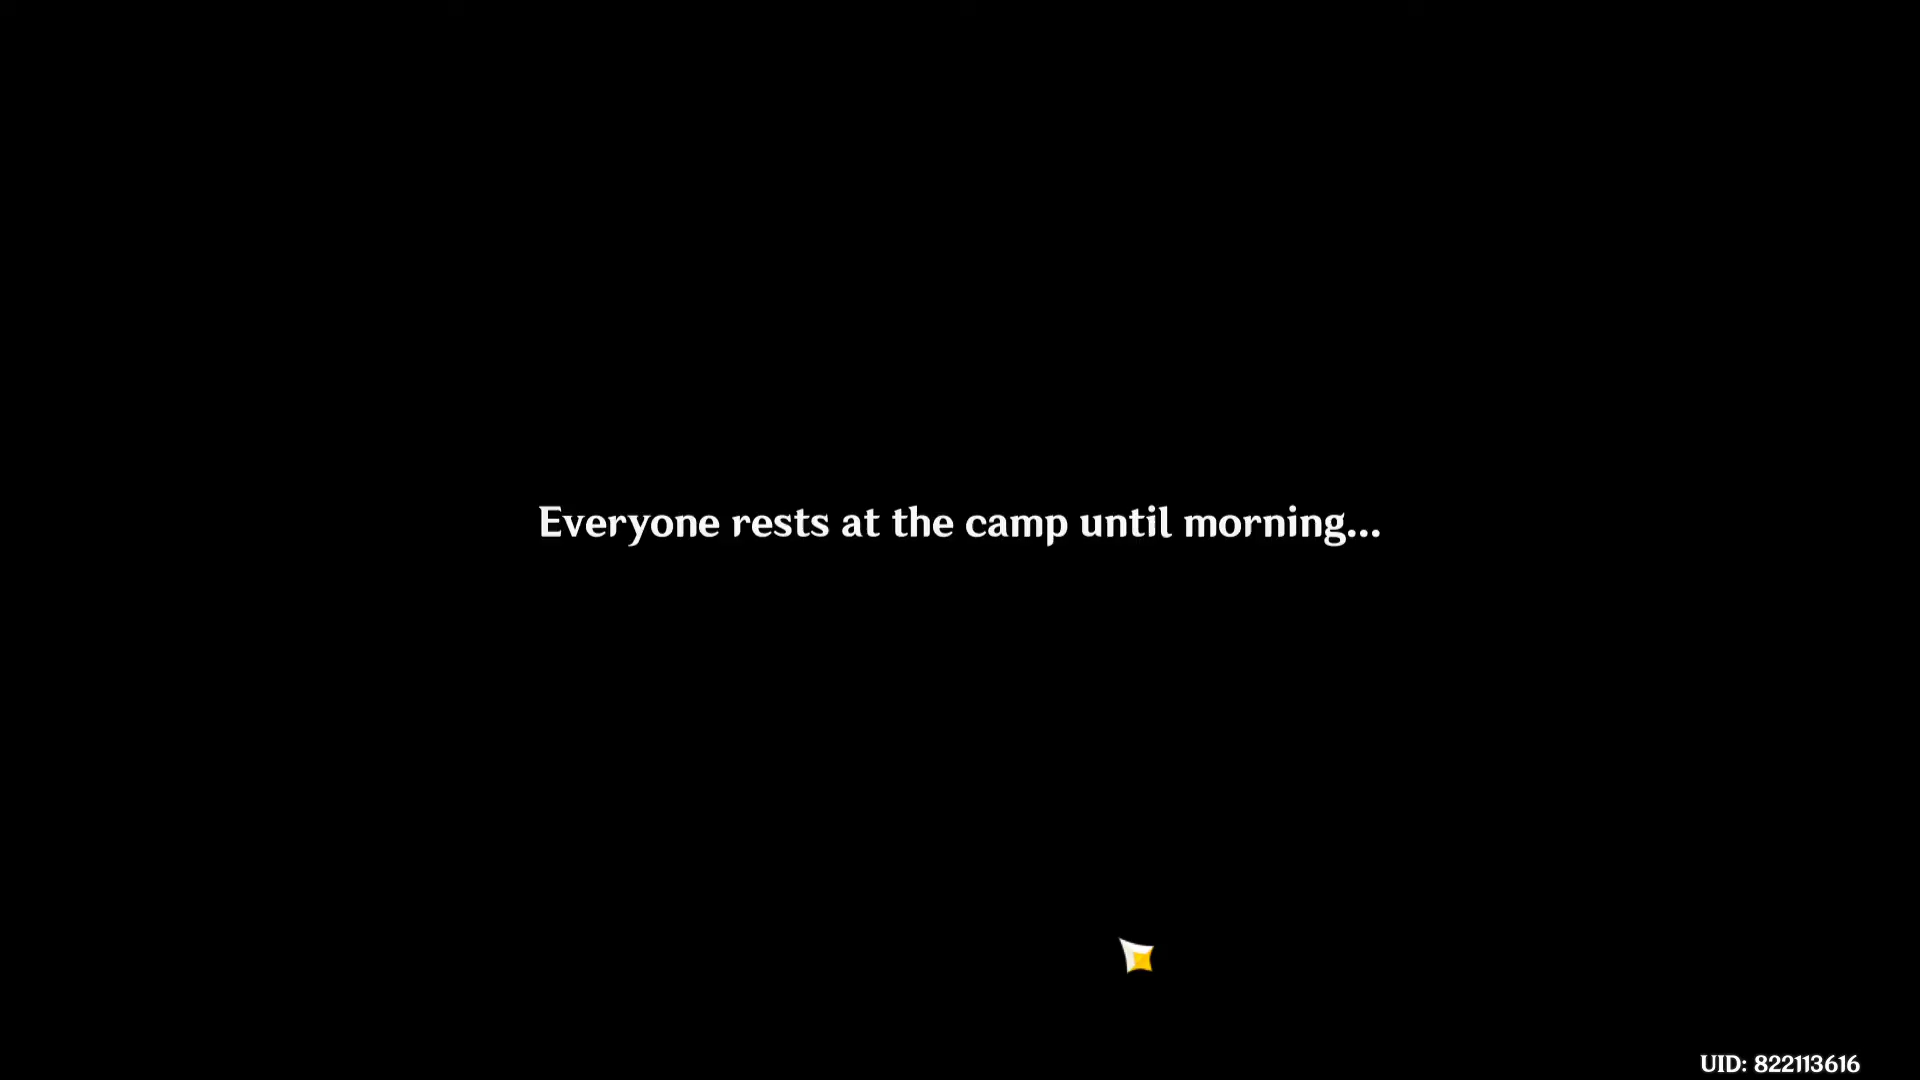 Everyone rests at the camp until morning...
UID: 822113616